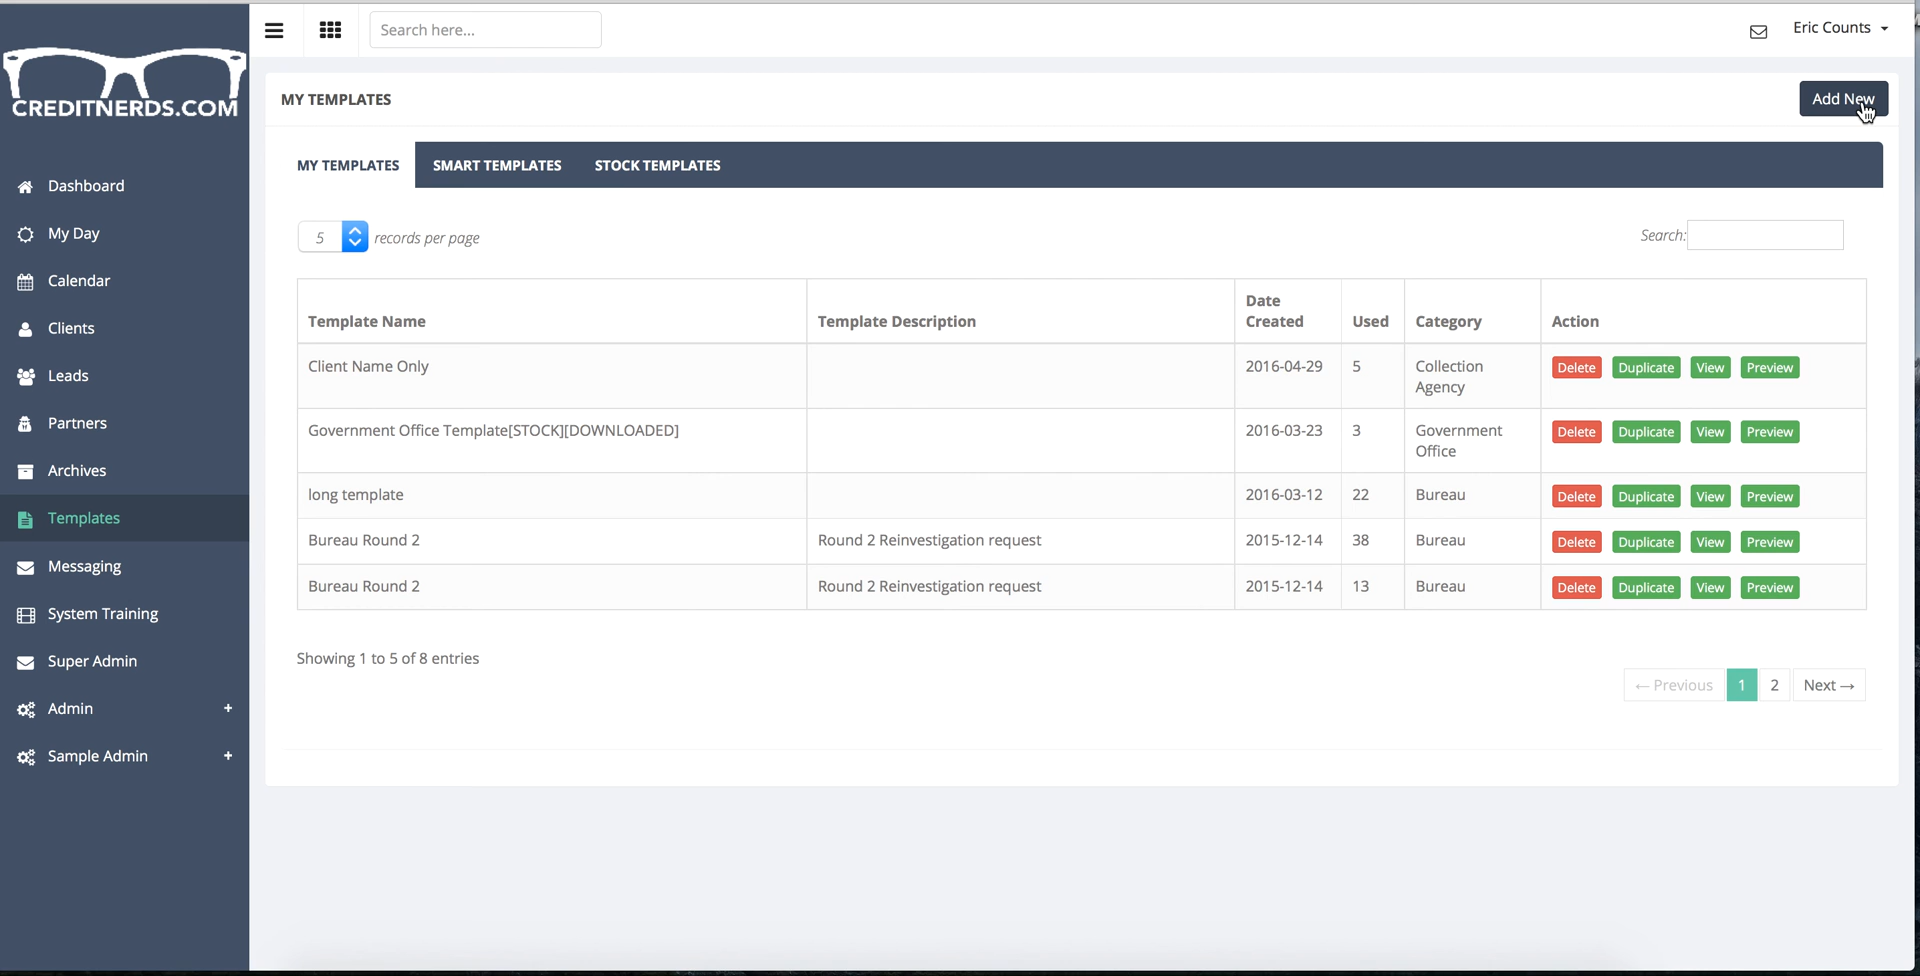 CREDITNERDS.COM
Search here...
Eric Counts
Dashboard
My Day
Calendar
Clients
Leads
Partners
Archives
Templates
Messaging
System Training
Super Admin
Admin +
Sample Admin +
MY TEMPLATES
Add New
MY TEMPLATES SMART TEMPLATES STOCK TEMPLATES
5 records per page
Search:
Template Name Template Description Date Created Used Category Action
Client Name Only 2016-04-29 5 Collection Agency Delete Duplicate View Preview
Government Office Template[STOCK][DOWNLOADED] 2016-03-23 3 Government Office Delete Duplicate View Preview
long template 2016-03-12 22 Bureau Delete Duplicate View Preview
Bureau Round 2 Round 2 Reinvestigation request 2015-12-14 38 Bureau Delete Duplicate View Preview
Bureau Round 2 Round 2 Reinvestigation request 2015-12-14 13 Bureau Delete Duplicate View Preview
Showing 1 to 5 of 8 entries
← Previous 1 2 Next →